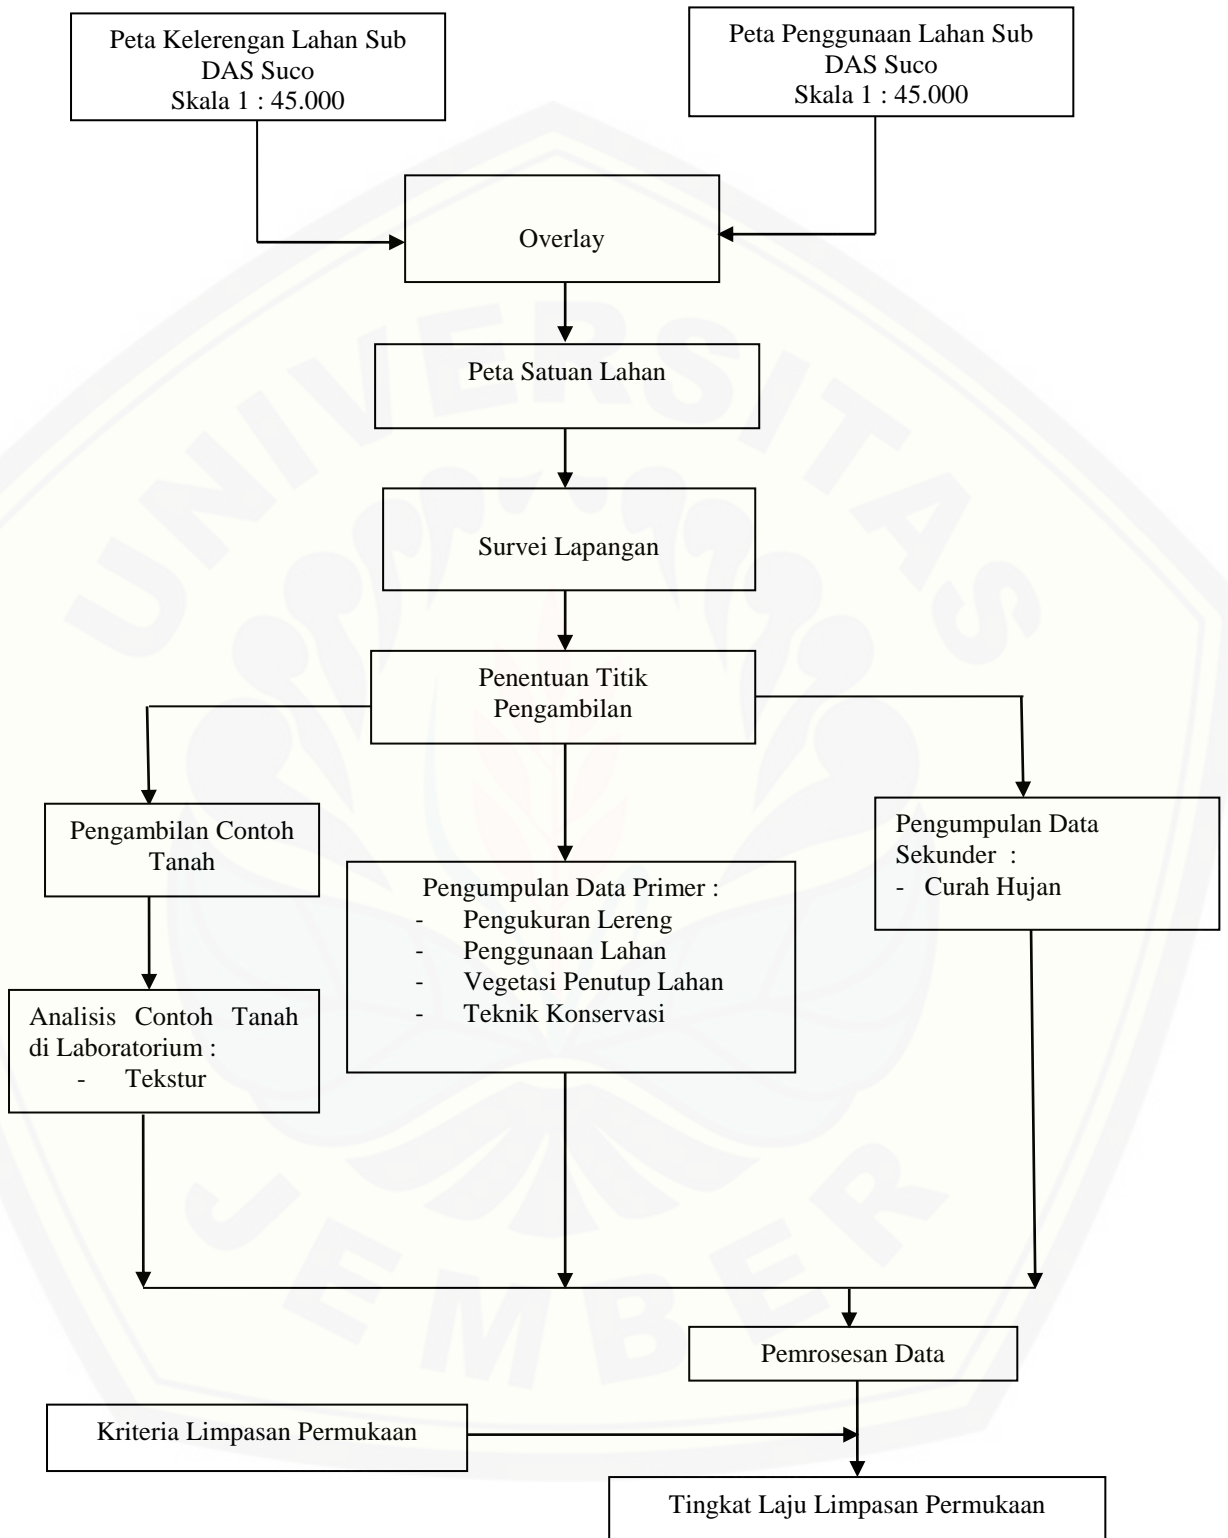 Peta Kelerengan Lahan Sub
DAS Suco
Skala 1 : 45.000
Peta Penggunaan Lahan Sub
DAS Suco
Skala 1 : 45.000
Overlay
Peta Satuan Lahan
Survei Lapangan
Penentuan Titik
Pengambilan
Pengambilan Contoh
Tanah
Pengumpulan Data Primer :
- Pengukuran Lereng
- Penggunaan Lahan
- Vegetasi Penutup Lahan
- Teknik Konservasi
Pengumpulan Data
Sekunder :
- Curah Hujan
Analisis Contoh Tanah
di Laboratorium :
- Tekstur
Pemrosesan Data
Kriteria Limpasan Permukaan
Tingkat Laju Limpasan Permukaan
UNIVERSITAS
JEMBER